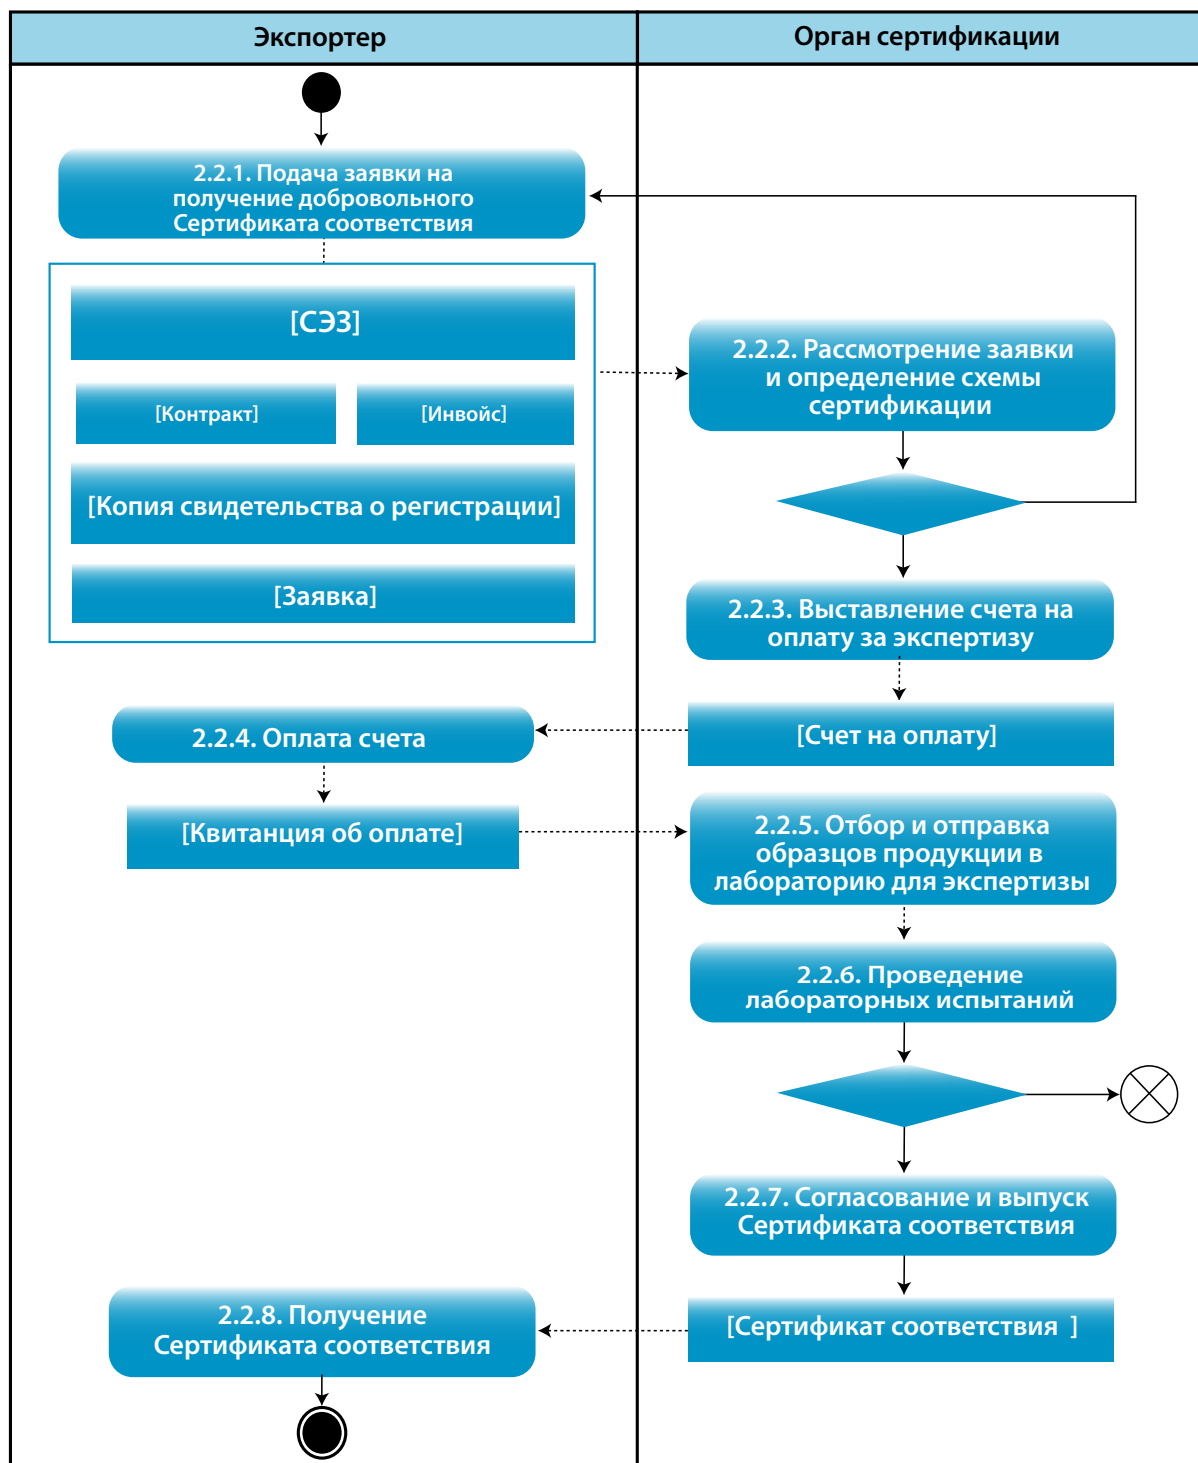 Экспортер
Орган сертификации
2.2.1. Подача заявки на
получение добровольного
Сертификата соответствия
[СЭЗ]
[Контракт]
[Инвойс]
[Копия свидетельства о регистрации]
[Заявка]
2.2.2. Рассмотрение заявки
и определение схемы
сертификации
2.2.3. Выставление счета на
оплату за экспертизу
[Счет на оплату]
2.2.4. Оплата счета
[Квитанция об оплате]
2.2.5. Отбор и отправка
образцов продукции в
лабораторию для экспертизы
2.2.6. Проведение
лабораторных испытаний
2.2.7. Согласование и выпуск
Сертификата соответствия
[Сертификат соответствия ]
2.2.8. Получение
Сертификата соответствия